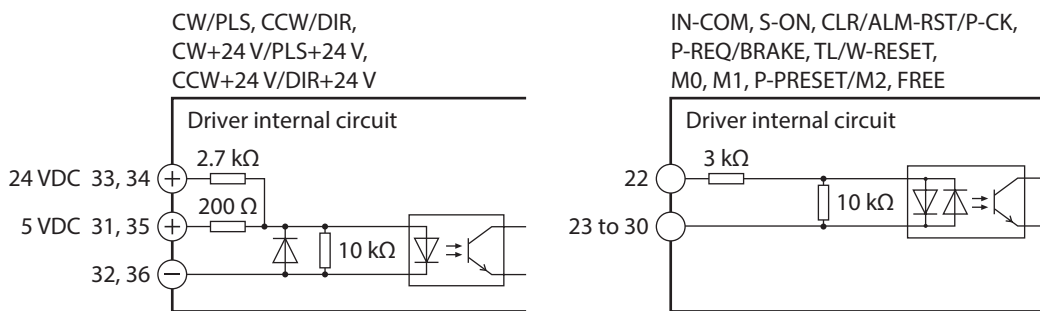 CW/PLS, CCW/DIR,
CW+24 V/PLS+24 V,
CCW+24 V/DIR+24 V
Driver internal circuit
2.7 kΩ
24 VDC 33, 34
200 Ω
5 VDC 31, 35
10 kΩ
32, 36
IN-COM, S-ON, CLR/ALM-RST/P-CK,
P-REQ/BRAKE, TL/W-RESET,
M0, M1, P-PRESET/M2, FREE
Driver internal circuit
3 kΩ
22
10 kΩ
23 to 30